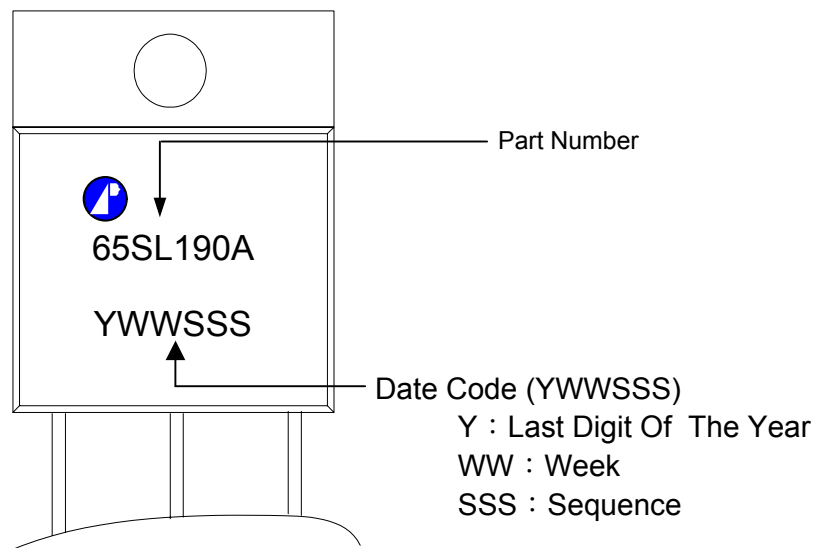 Part Number
65SL190A
YWWSSS
Date Code (YWWSSS)
Y：Last Digit Of The Year
WW：Week
SSS：Sequence